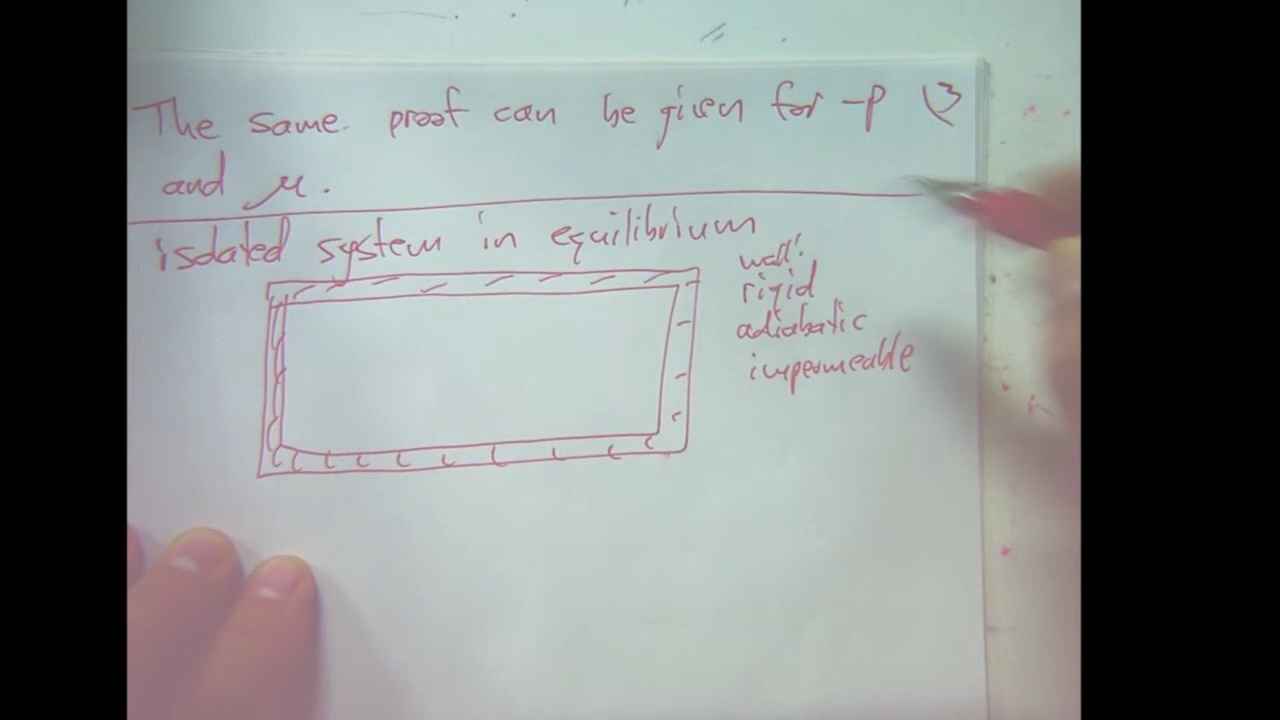 The same proof can be given for -P
and μ.
isolated system in equilibrium
wall:
rigid
adiabatic
impermeable